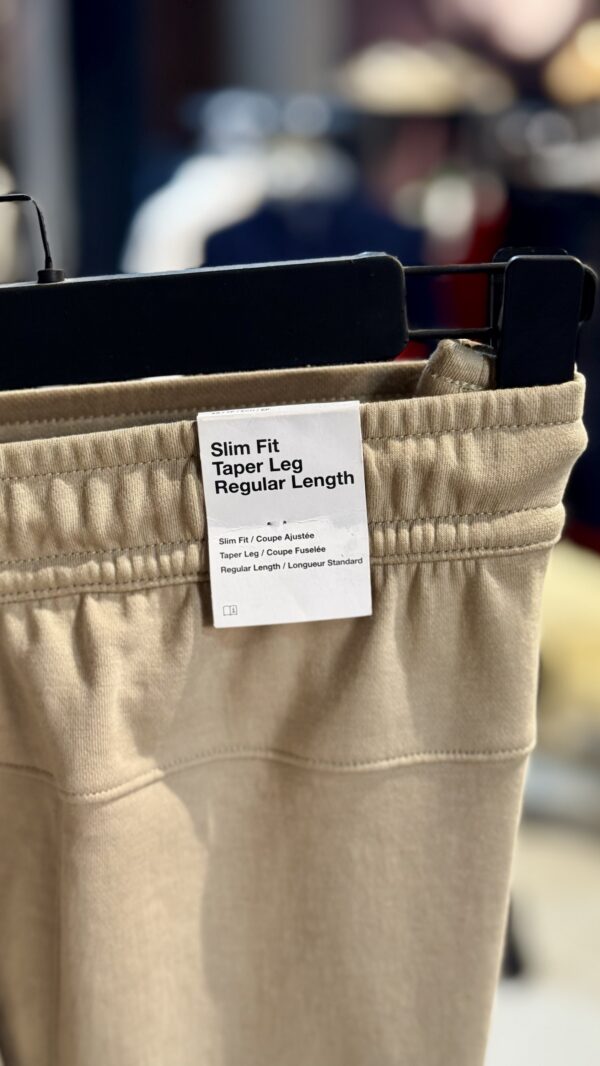 Slim Fit
Taper Leg
Regular Length
Slim Fit / Coupe Ajustée
Taper Leg / Coupe Fuselée
Regular Length / Longueur Standard